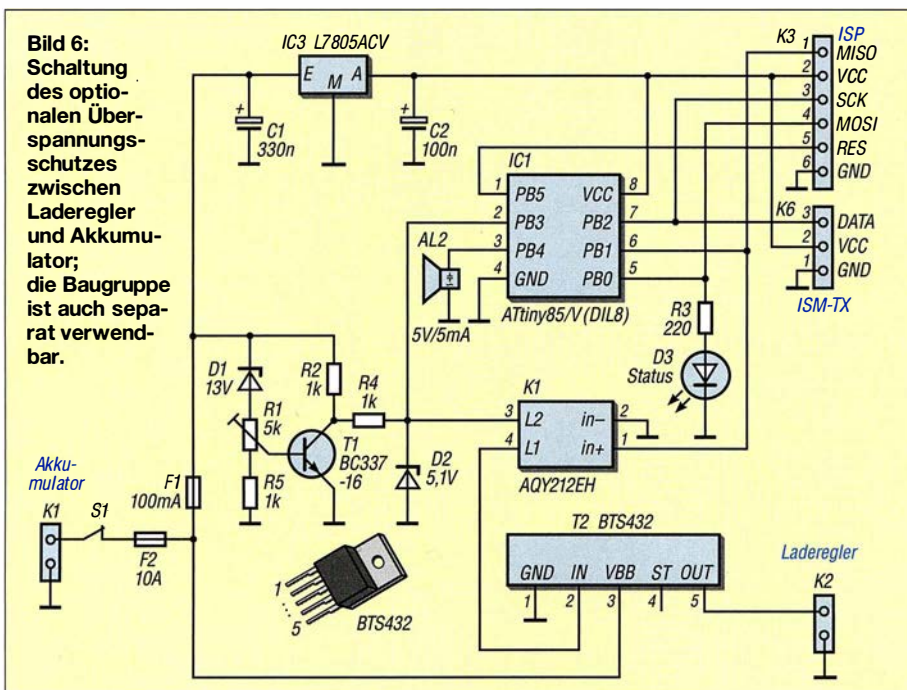 Bild 6:
Schaltung
des optio-
nalen Über-
spannungs-
schutzes
zwischen
Laderegler
und Akkumu-
lator;
die Baugruppe
ist auch sepa-
rat verwend-
bar.
IC3 L7805ACV
E
M
A
+
C1
330n
+
C2
100n
K3
ISP
1 MISO
2 VCC
3 SCK
4 MOSI
5 RES
6 GND
K6
3 DATA
2 VCC
1 GND
ISM-TX
IC1
1 PB5
2 PB3
3 PB4
4 GND
VCC 8
PB2 7
PB1 6
PB0 5
ATtiny85/V (DIL8)
AL2
5V/5mA
R3
220
D3
Status
D1
13V
R1
5k
R5
1k
R2
1k
R4
1k
T1
BC337
-16
D2
5,1V
K1
3 L2
4 L1
in– 2
in+ 1
AQY212EH
Akku-
mulator
K1
S1
F1
100mA
F2
10A
T2 BTS432
GND IN VBB ST OUT
1 2 3 4 5
1
5
BTS432
Laderegler
K2